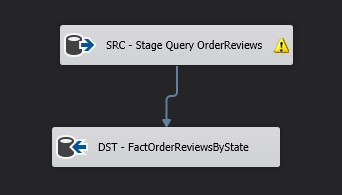 SRC - Stage Query OrderReviews
DST - FactOrderReviewsByState